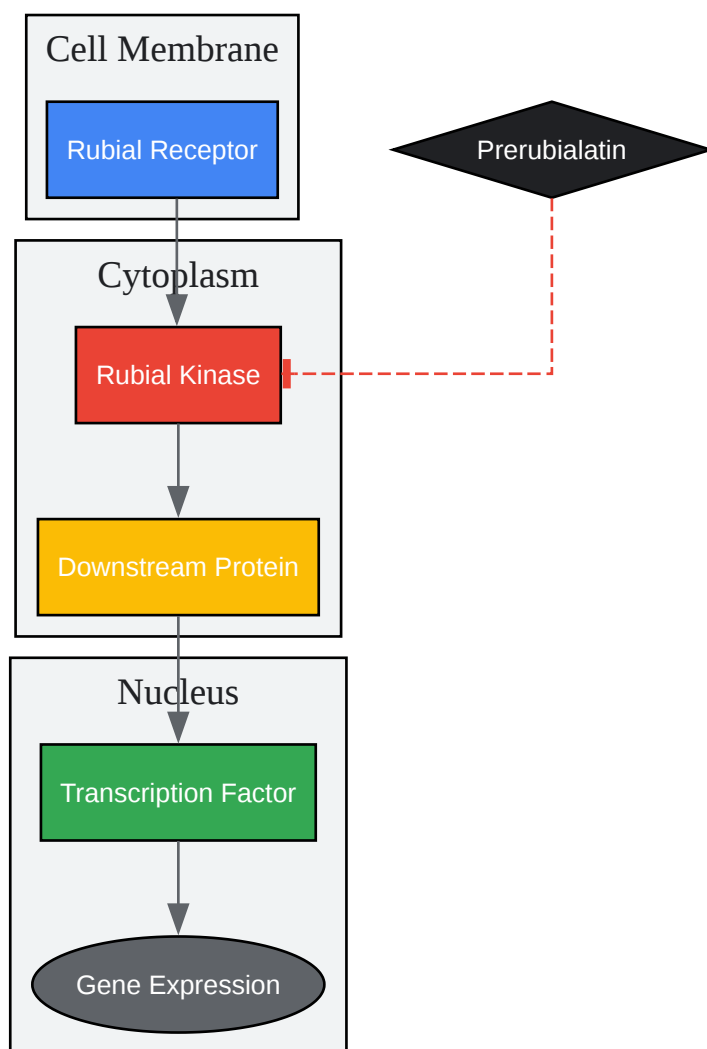 Cell Membrane
Rubial Receptor
Prerubialatin
Cytoplasm
Rubial Kinase
Downstream Protein
Nucleus
Transcription Factor
Gene Expression